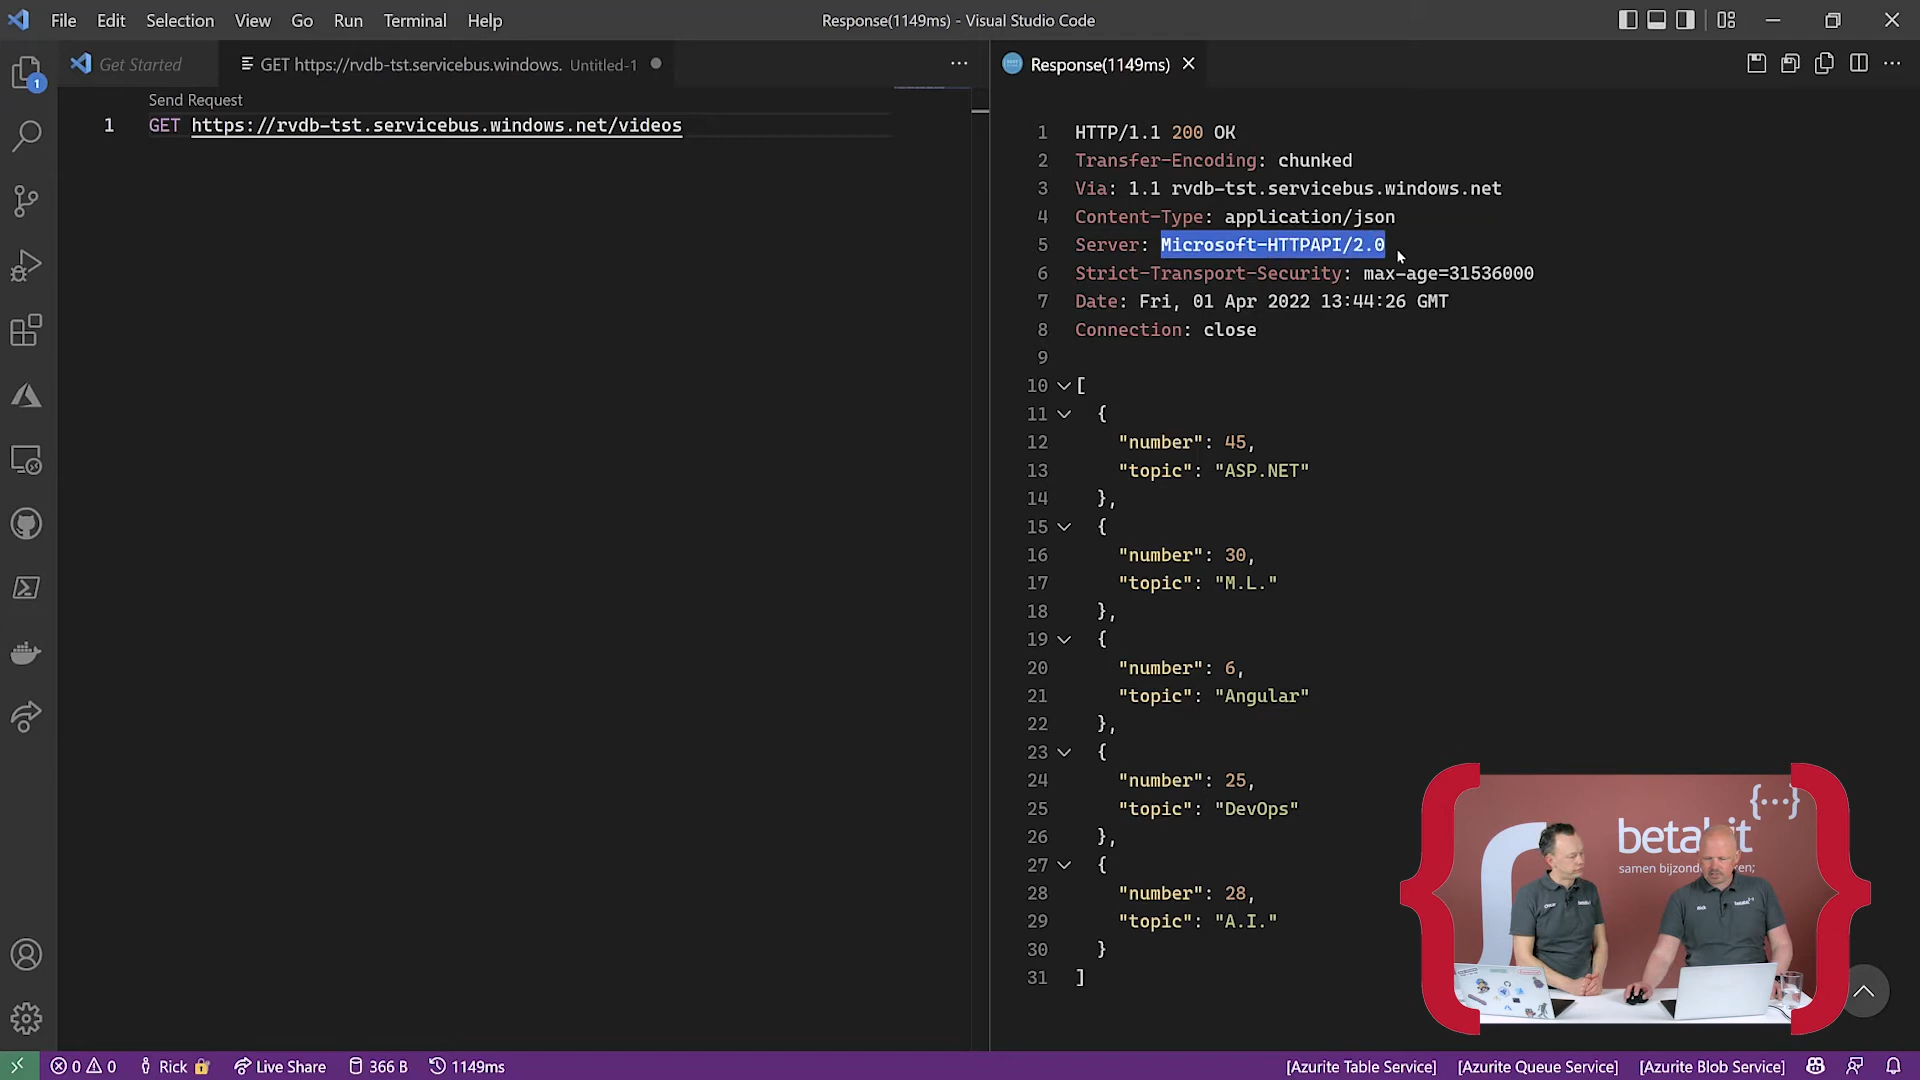 File Edit Selection View Go Run Terminal Help
Response(1149ms) - Visual Studio Code
1
Get Started
GET https://rvdb-tst.servicebus.windows. Untitled-1
Response(1149ms)
Send Request
1 GET https://rvdb-tst.servicebus.windows.net/videos
1 HTTP/1.1 200 OK
2 Transfer-Encoding: chunked
3 Via: 1.1 rvdb-tst.servicebus.windows.net
4 Content-Type: application/json
5 Server: Microsoft-HTTPAPI/2.0
6 Strict-Transport-Security: max-age=31536000
7 Date: Fri, 01 Apr 2022 13:44:26 GMT
8 Connection: close
9
10 [
11 {
12 "number": 45,
13 "topic": "ASP.NET"
14 },
15 {
16 "number": 30,
17 "topic": "M.L."
18 },
19 {
20 "number": 6,
21 "topic": "Angular"
22 },
23 {
24 "number": 25,
25 "topic": "DevOps"
26 },
27 {
28 "number": 28,
29 "topic": "A.I."
30 }
31 ]
{...}
samen
betabit
Rick
betabit
0 0 Rick Live Share 366 B 1149ms
[Azurite Table Service] [Azurite Queue Service] [Azurite Blob Service]